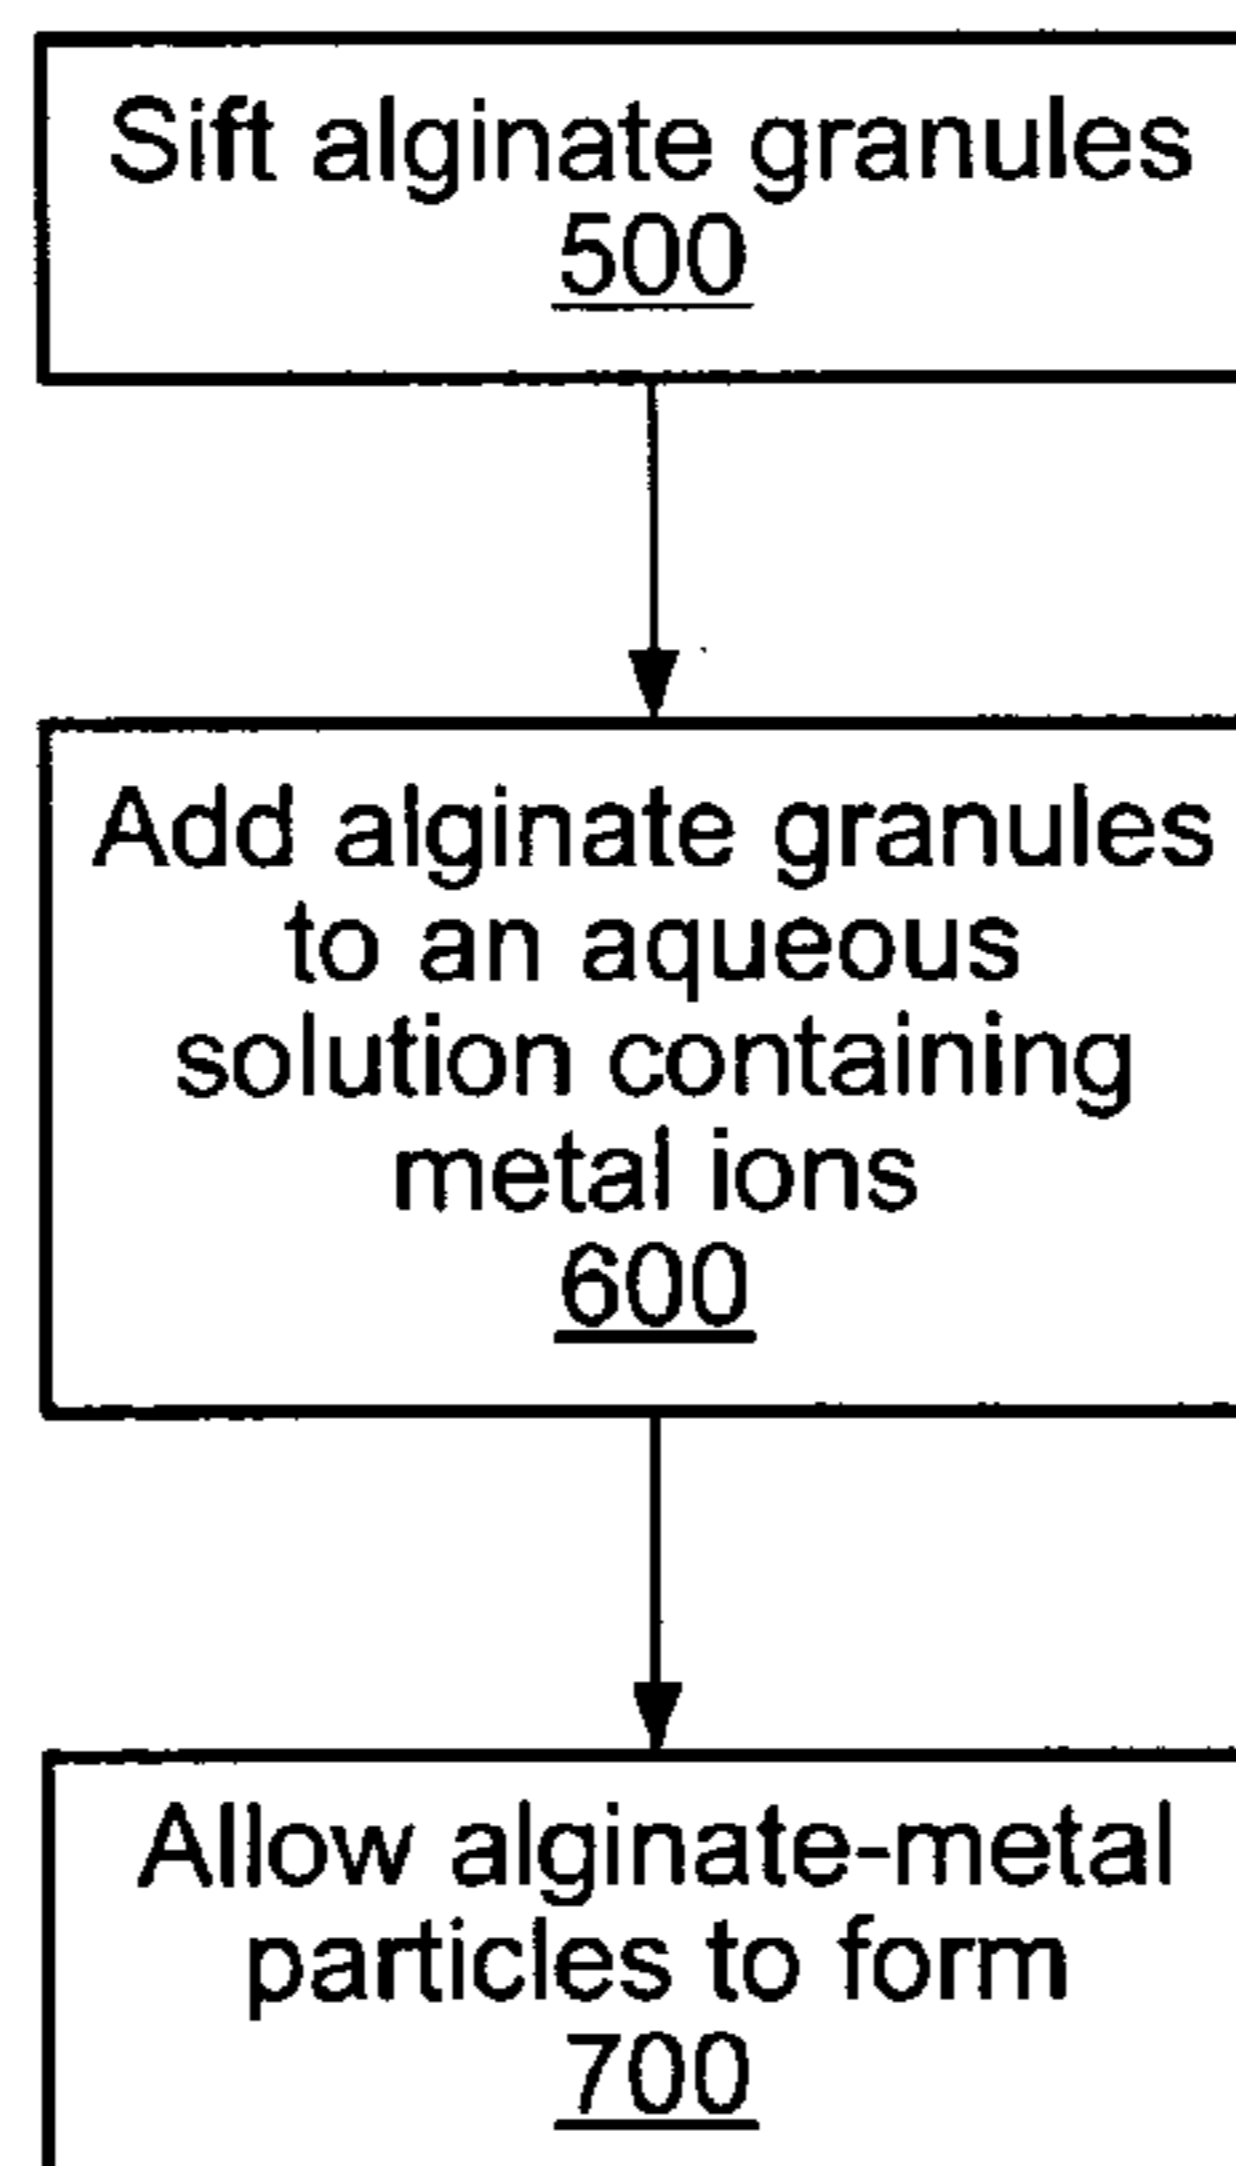 Sift alginate granules
500
Add alginate granules
to an aqueous
solution containing
metal ions
600
Allow alginate-metal
particles to form
700